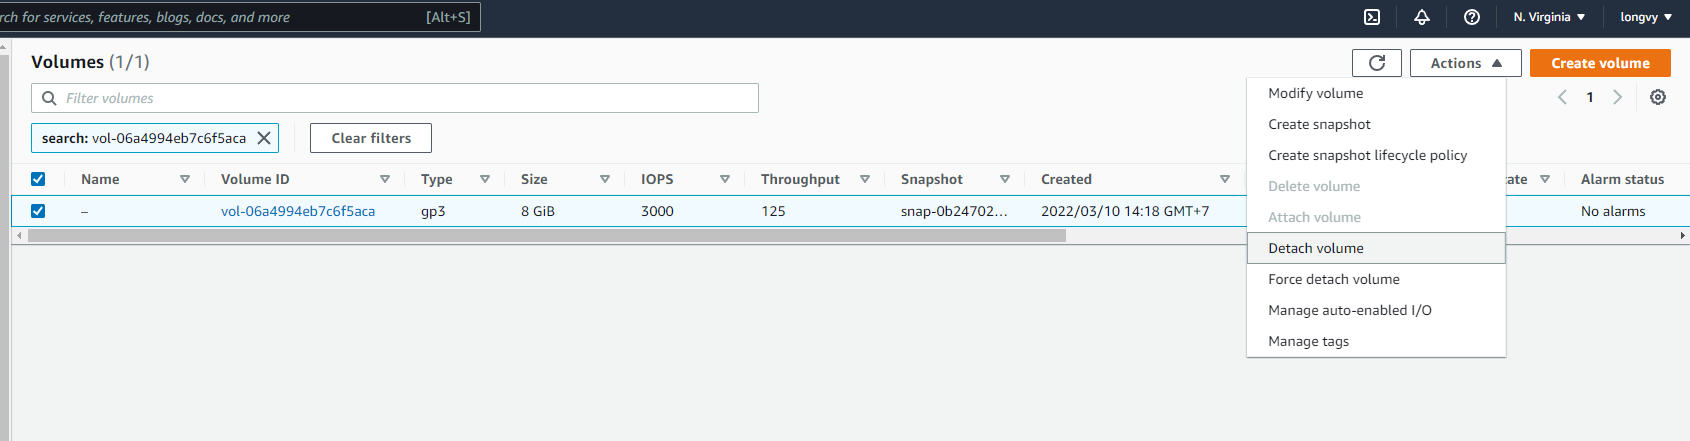 rch for services, features, blogs, docs, and more [Alt+S] N. Virginia longvy
Volumes (1/1) Actions Create volume
Filter volumes 1
search: vol-06a4994eb7c6f5aca Clear filters
Name Volume ID Type Size IOPS Throughput Snapshot Created ate Alarm status
– vol-06a4994eb7c6f5aca gp3 8 GiB 3000 125 snap-0b24702... 2022/03/10 14:18 GMT+7 No alarms
Modify volume
Create snapshot
Create snapshot lifecycle policy
Delete volume
Attach volume
Detach volume
Force detach volume
Manage auto-enabled I/O
Manage tags